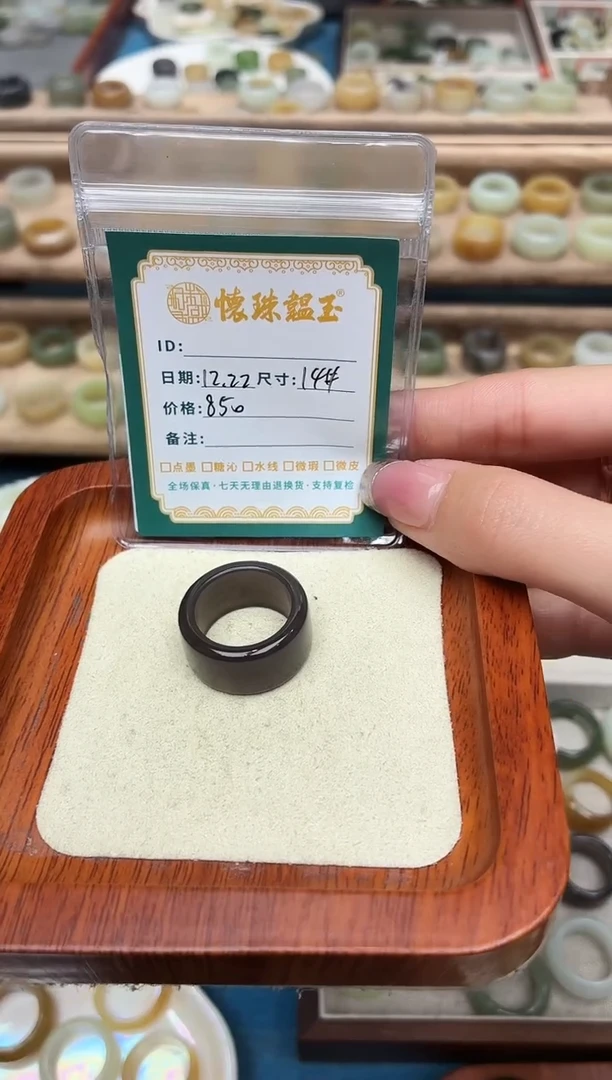 懷珠韞玉®
ID:
日期:12.22 尺寸:14#
价格:850
备注:
□点墨 □糖沁 □水线 □微瑕 □微皮
全场保真·七天无理由退换货·支持复检